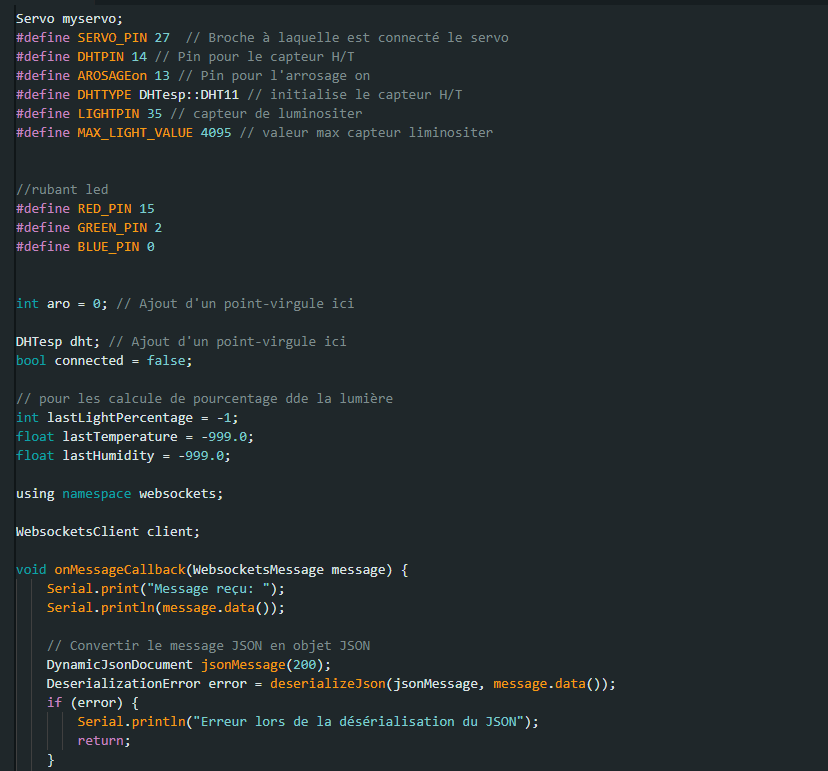 Servo myservo;
#define SERVO_PIN 27  // Broche à laquelle est connecté le servo
#define DHTPIN 14 // Pin pour le capteur H/T
#define AROSAGEon 13 // Pin pour l'arrosage on
#define DHTTYPE DHTesp::DHT11 // initialise le capteur H/T
#define LIGHTPIN 35 // capteur de luminositer
#define MAX_LIGHT_VALUE 4095 // valeur max capteur liminositer
//rubant led
#define RED_PIN 15
#define GREEN_PIN 2
#define BLUE_PIN 0
int aro = 0; // Ajout d'un point-virgule ici
DHTesp dht; // Ajout d'un point-virgule ici
bool connected = false;
// pour les calcule de pourcentage dde la lumière
int lastLightPercentage = -1;
float lastTemperature = -999.0;
float lastHumidity = -999.0;
using namespace websockets;
WebsocketsClient client;
void onMessageCallback(WebsocketsMessage message) {
    Serial.print("Message reçu: ");
    Serial.println(message.data());
    // Convertir le message JSON en objet JSON
    DynamicJsonDocument jsonMessage(200);
    DeserializationError error = deserializeJson(jsonMessage, message.data());
    if (error) {
        Serial.println("Erreur lors de la désérialisation du JSON");
        return;
    }